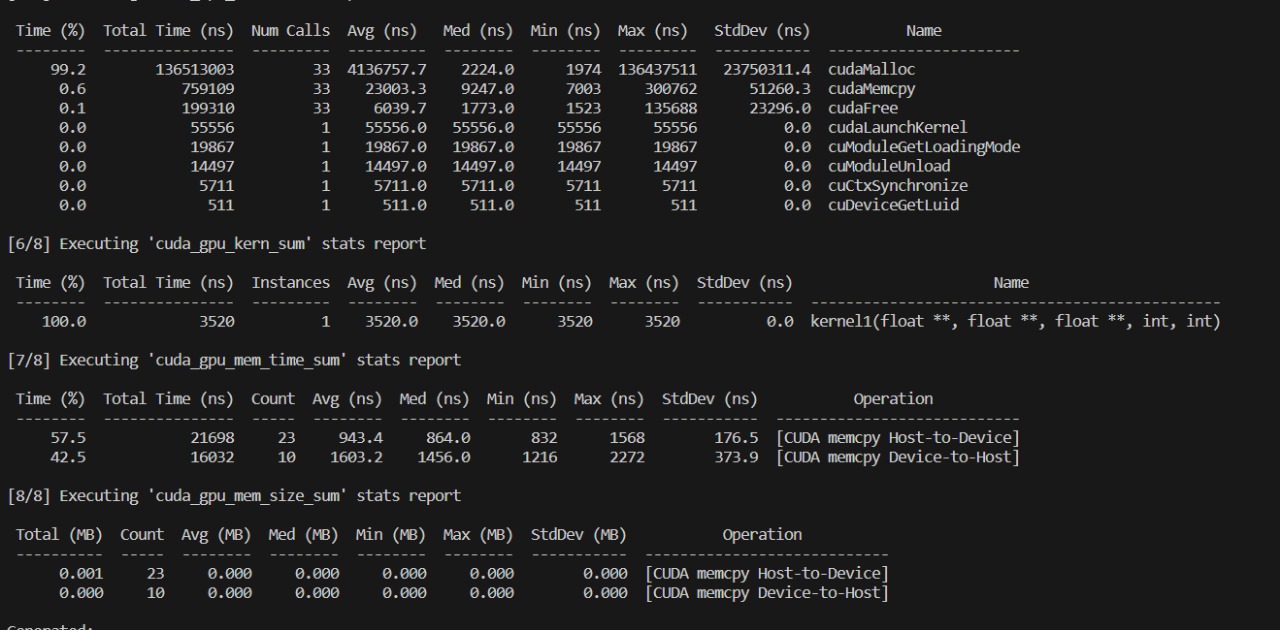 Time (%)  Total Time (ns)  Num Calls  Avg (ns)   Med (ns)  Min (ns)  Max (ns)   StdDev (ns)           Name
--------  ---------------  ---------  ---------  --------  --------  ---------  -----------  ----------------------
99.2        136513003         33  4136757.7    2224.0      1974  136437511   23750311.4  cudaMalloc
0.6           759109         33    23003.3    9247.0      7003     300762      51260.3  cudaMemcpy
0.1           199310         33     6039.7    1773.0      1523     135688      23296.0  cudaFree
0.0            55556          1    55556.0   55556.0     55556      55556          0.0  cudaLaunchKernel
0.0            19867          1    19867.0   19867.0     19867      19867          0.0  cuModuleGetLoadingMode
0.0            14497          1    14497.0   14497.0     14497      14497          0.0  cuModuleUnload
0.0             5711          1     5711.0    5711.0      5711       5711          0.0  cuCtxSynchronize
0.0              511          1      511.0     511.0       511        511          0.0  cuDeviceGetLuid
[6/8] Executing 'cuda_gpu_kern_sum' stats report
Time (%)  Total Time (ns)  Instances  Avg (ns)  Med (ns)  Min (ns)  Max (ns)  StdDev (ns)                       Name
--------  ---------------  ---------  --------  --------  --------  --------  -----------  -----------------------------------------------
100.0             3520          1    3520.0    3520.0      3520      3520          0.0  kernel1(float **, float **, float **, int, int)
[7/8] Executing 'cuda_gpu_mem_time_sum' stats report
Time (%)  Total Time (ns)  Count  Avg (ns)  Med (ns)  Min (ns)  Max (ns)  StdDev (ns)           Operation
--------  ---------------  -----  --------  --------  --------  --------  -----------  ----------------------------
57.5            21698     23     943.4     864.0       832      1568        176.5  [CUDA memcpy Host-to-Device]
42.5            16032     10    1603.2    1456.0      1216      2272        373.9  [CUDA memcpy Device-to-Host]
[8/8] Executing 'cuda_gpu_mem_size_sum' stats report
Total (MB)  Count  Avg (MB)  Med (MB)  Min (MB)  Max (MB)  StdDev (MB)           Operation
----------  -----  --------  --------  --------  --------  -----------  ----------------------------
0.001     23     0.000     0.000     0.000     0.000        0.000  [CUDA memcpy Host-to-Device]
0.000     10     0.000     0.000     0.000     0.000        0.000  [CUDA memcpy Device-to-Host]
Generated: